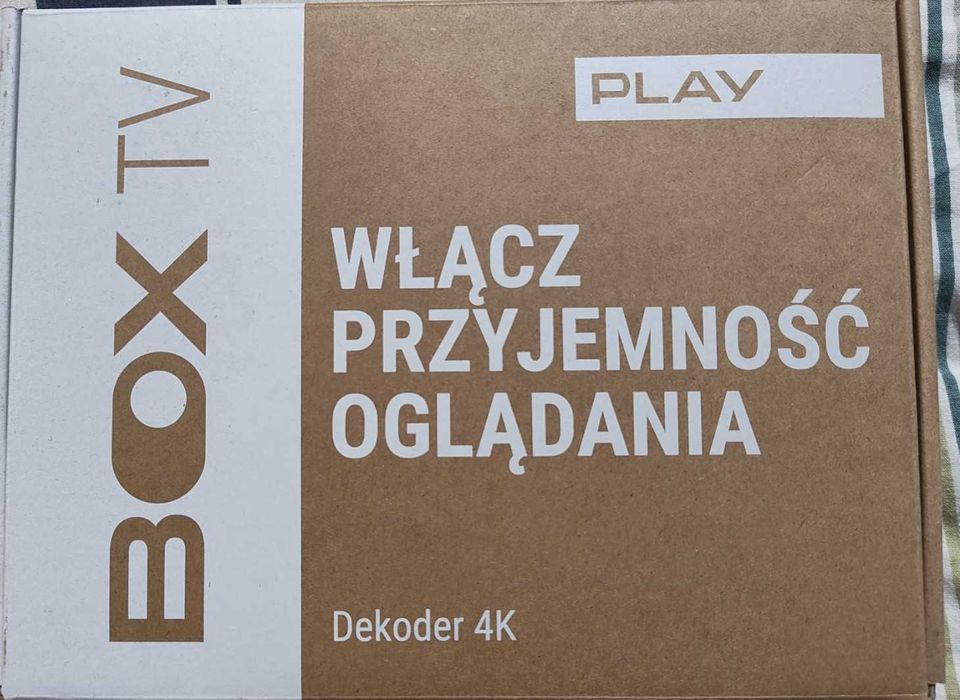 BOX TV
PLAY
WŁĄCZ
PRZYJEMNOŚĆ
OGLĄDANIA
Dekoder 4K